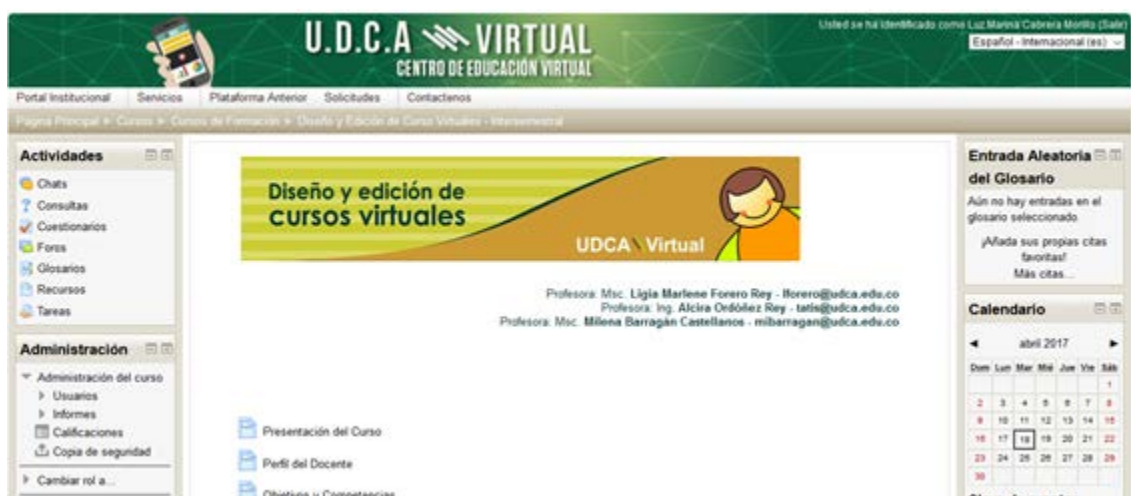 U.D.C.A VIRTUAL
CENTRO DE EDUCACIÓN VIRTUAL
Usted se ha identificado como Luz Marina Cabrera Morillo (Salir)
Español - Internacional (es)
Portal Institucional Servicios Plataforma Anterior Solicitudes Contactenos
Página Principal Cursos Cursos de Formación Diseño y Edición de Curso Virtuales - Intersemestral
Actividades
Chats
Consultas
Cuestionarios
Foros
Glosarios
Recursos
Tareas
Administración
Administración del curso
Usuarios
Informes
Calificaciones
Copia de seguridad
Cambiar rol a...
Diseño y edición de
cursos virtuales
UDCA\ Virtual
Profesora: Msc. Ligia Marlene Forero Rey - lforero@udca.edu.co
Profesora: Ing. Alcira Ordóñez Rey - tatis@udca.edu.co
Profesora: Msc. Milena Barragán Castellanos - mibarragan@udca.edu.co
Presentación del Curso
Perfil del Docente
Objetivos y Competencias
Entrada Aleatoria
del Glosario
Aún no hay entradas en el
glosario seleccionado.
¡Añada sus propias citas
favoritas!
Más citas...
Calendario
abril 2017
Dom Lun Mar Mié Jue Vie Sáb
1
2 3 4 5 6 7 8
9 10 11 12 13 14 15
16 17 18 19 20 21 22
23 24 25 26 27 28 29
30